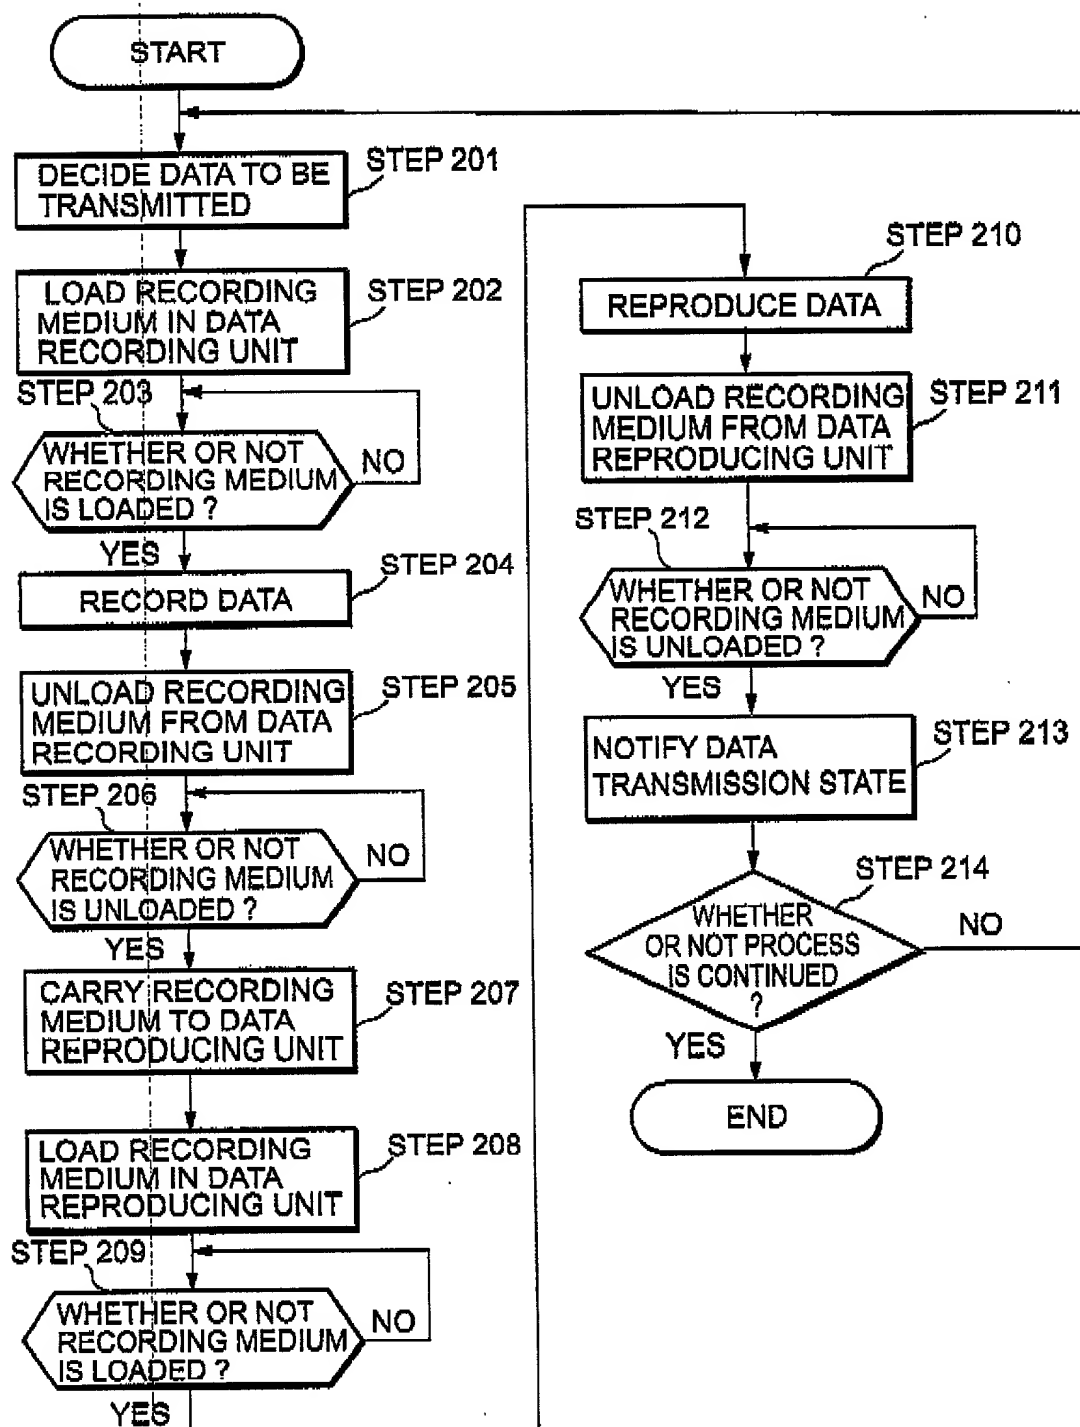 START
STEP 201
DECIDE DATA TO BE
TRANSMITTED
STEP 202
LOAD RECORDING
MEDIUM IN DATA
RECORDING UNIT
STEP 203
WHETHER OR NOT
RECORDING MEDIUM
IS LOADED ?
NO
YES
STEP 204
RECORD DATA
STEP 205
UNLOAD RECORDING
MEDIUM FROM DATA
RECORDING UNIT
STEP 206
WHETHER OR NOT
RECORDING MEDIUM
IS UNLOADED ?
NO
YES
STEP 207
CARRY RECORDING
MEDIUM TO DATA
REPRODUCING UNIT
STEP 208
LOAD RECORDING
MEDIUM IN DATA
REPRODUCING UNIT
STEP 209
WHETHER OR NOT
RECORDING MEDIUM
IS LOADED ?
NO
YES
STEP 210
REPRODUCE DATA
STEP 211
UNLOAD RECORDING
MEDIUM FROM DATA
REPRODUCING UNIT
STEP 212
WHETHER OR NOT
RECORDING MEDIUM
IS UNLOADED ?
NO
YES
STEP 213
NOTIFY DATA
TRANSMISSION STATE
STEP 214
WHETHER
OR NOT PROCESS
IS CONTINUED
?
NO
YES
END